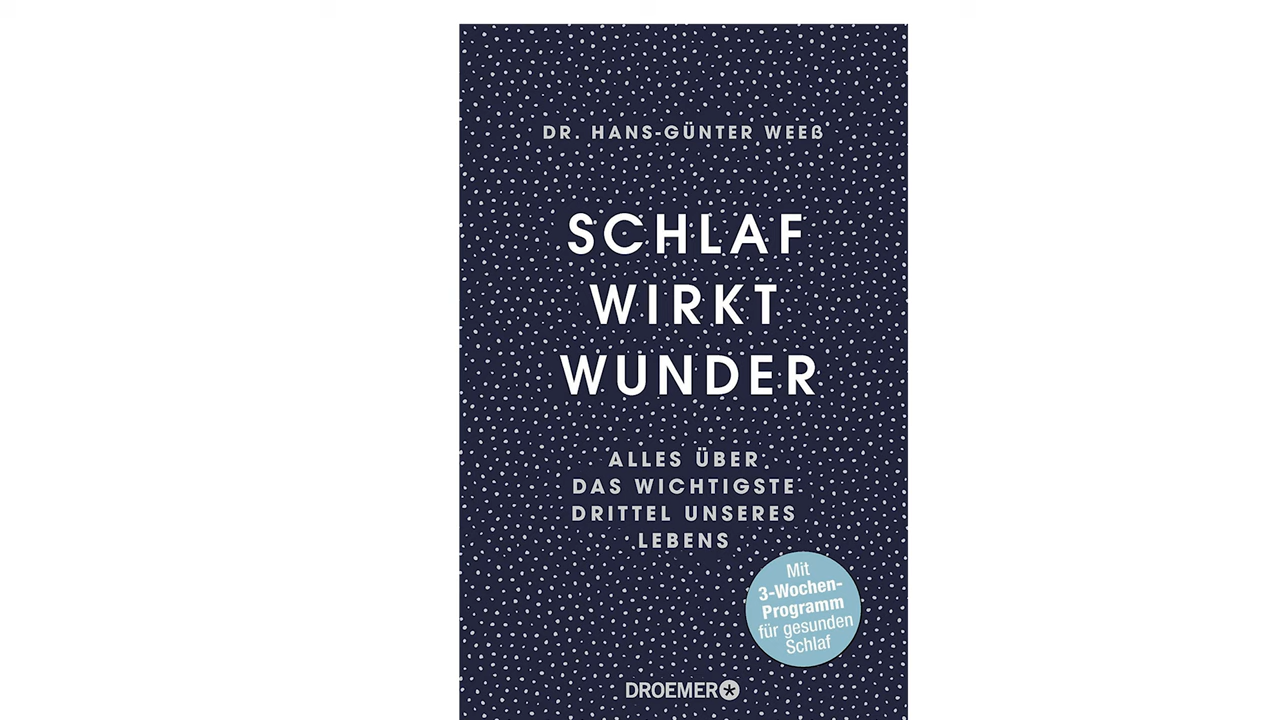 DR. HANS-GÜNTER WEEẞ
SCHLAF
WIRKT
WUNDER
ALLES ÜBER
DAS WICHTIGSTE
DRITTEL UNSERES
LEBENS
Mit
3-Wochen-
Programm
für gesunden
Schlaf
DROEMER